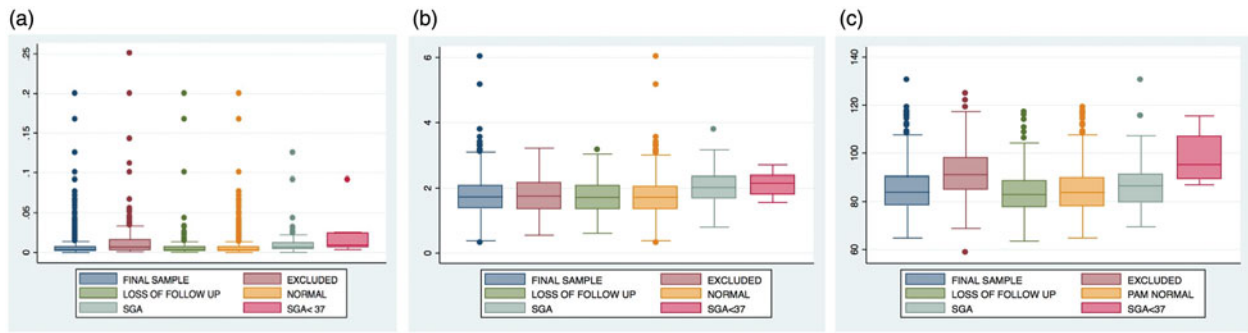 (a)
.25
.2
.15
.1
.05
0
FINAL SAMPLE
EXCLUDED
LOSS OF FOLLOW UP
NORMAL
SGA
SGA< 37
(b)
6
4
2
0
FINAL SAMPLE
EXCLUDED
LOSS OF FOLLOW UP
NORMAL
SGA
SGA<37
(c)
140
120
100
80
60
FINAL SAMPLE
EXCLUDED
LOSS OF FOLLOW UP
PAM NORMAL
SGA
SGA<37